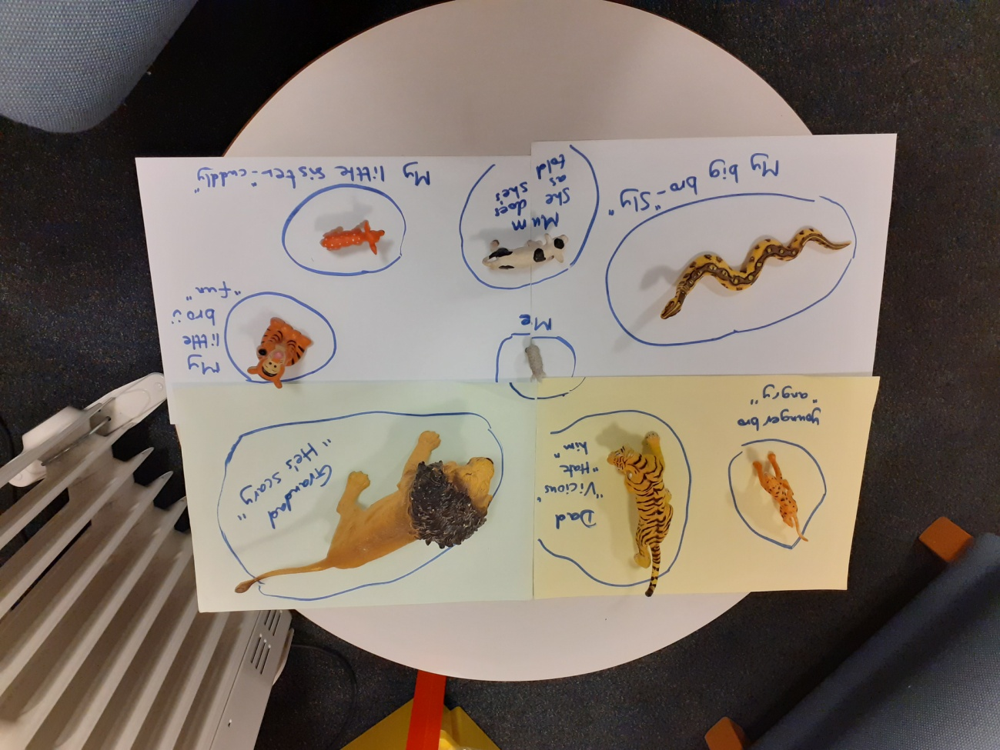 younger bro
"angry"
Dad
"Vicious"
"Hate
him"
Grandad
"He's scary"
Me
My
little
bro :)
"fun"
My big bro - "Sly"
Mum
She does
as she's
told
My little sister - "cuddly"